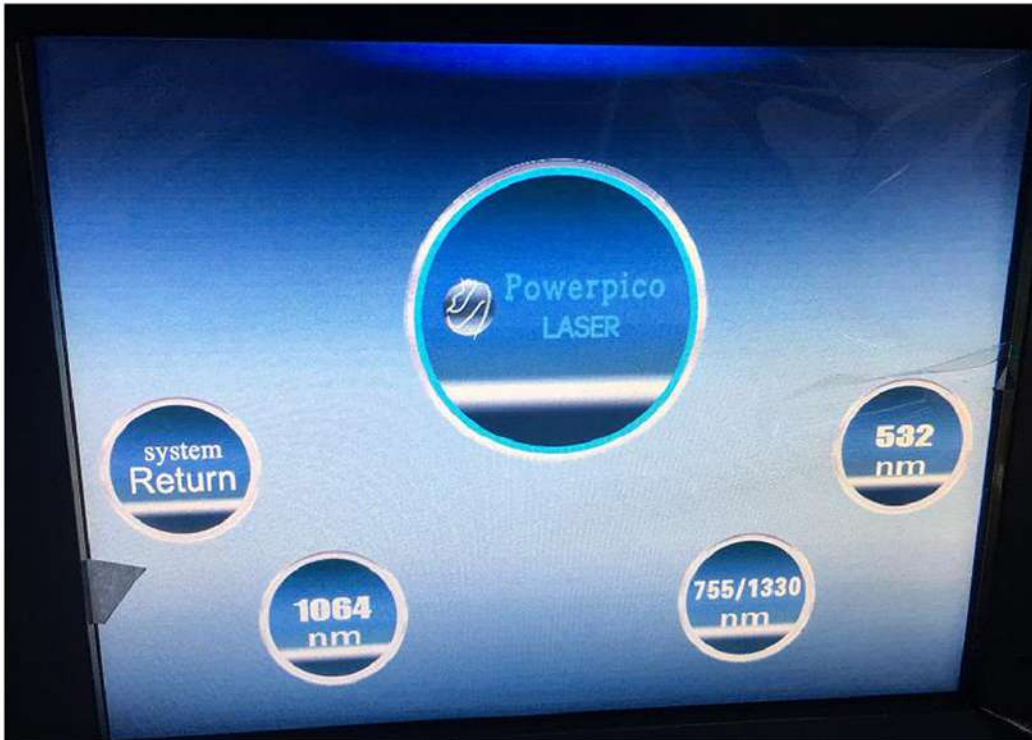 Powerpico
LASER
system
Return
532
nm
1064
nm
755/1330
nm